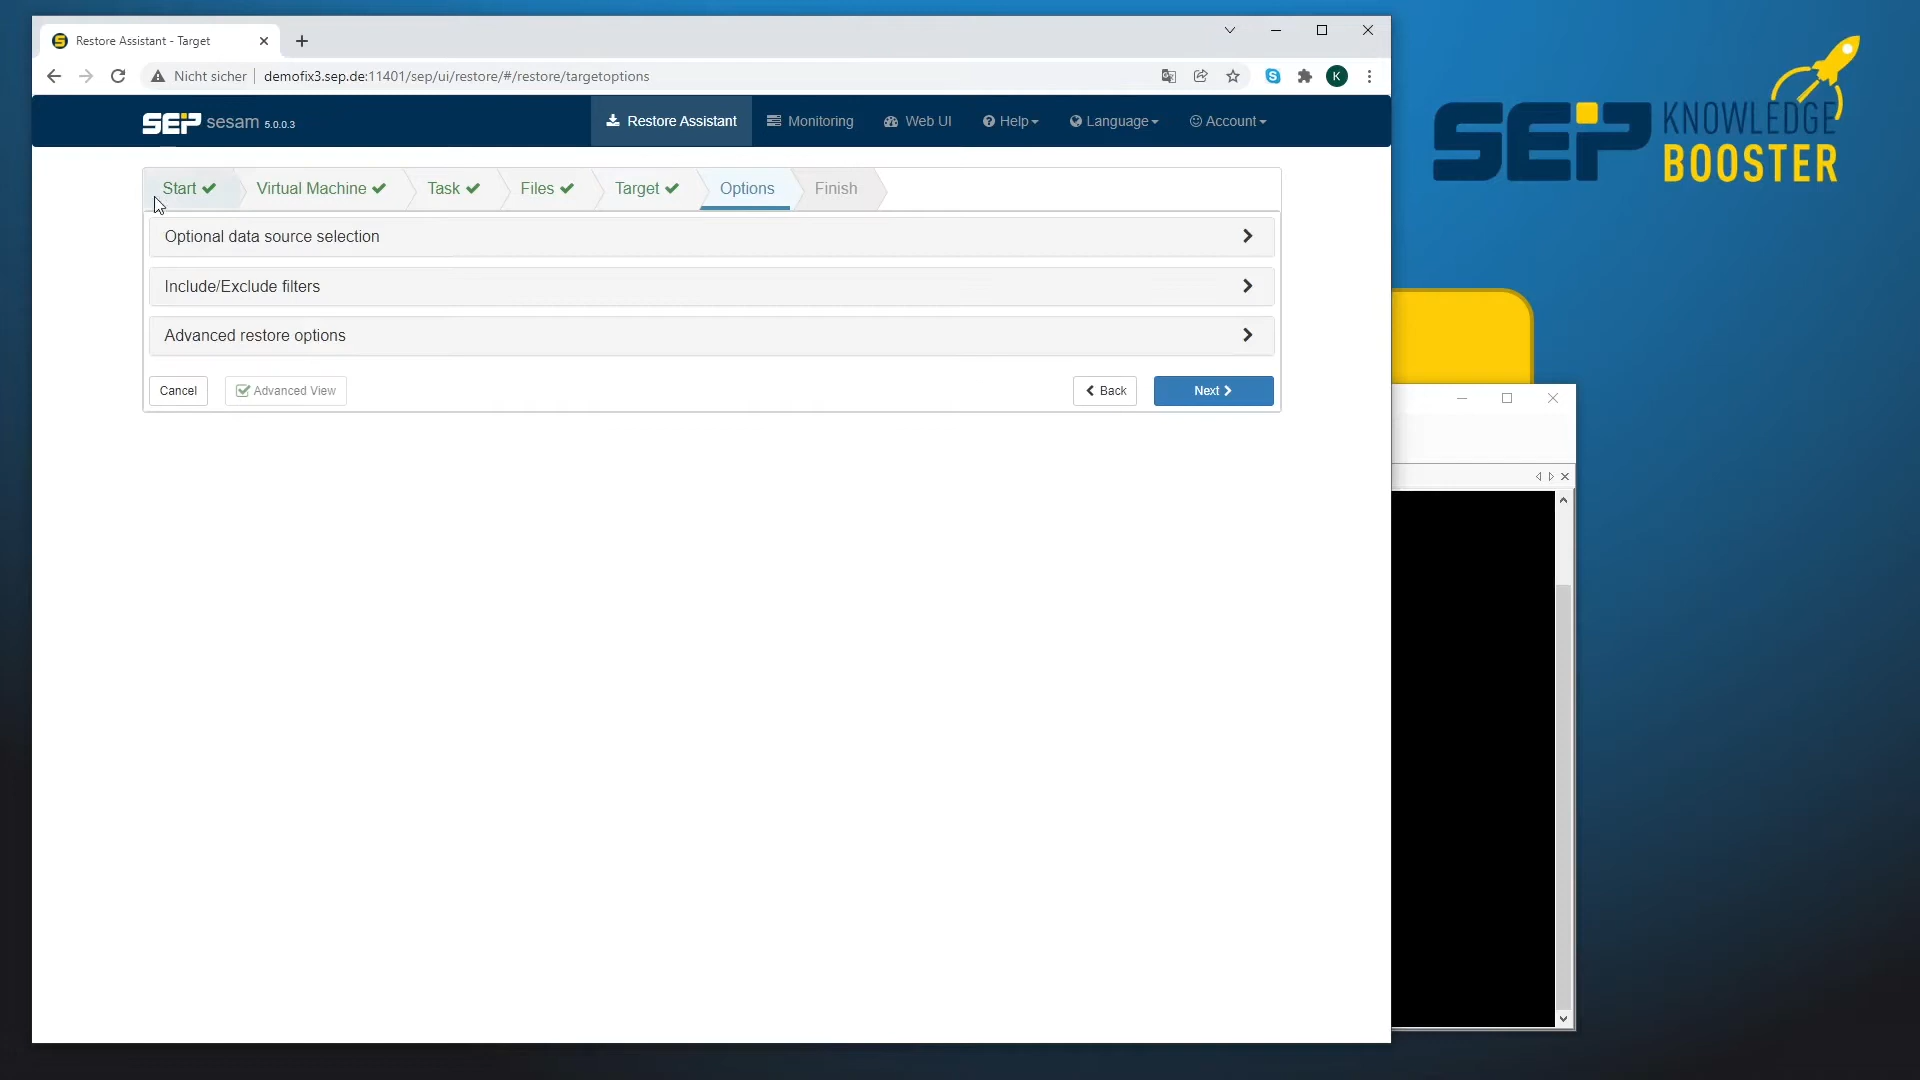 Restore Assistant - Target
Nicht sicher
demofix3.sep.de:11401/sep/ui/restore/#/restore/targetoptions
K
SEP sesam 5.0.0.3
Restore Assistant
Monitoring
Web UI
Help
Language
Account
Start
Virtual Machine
Task
Files
Target
Options
Finish
Optional data source selection
Include/Exclude filters
Advanced restore options
Cancel
Advanced View
Back
Next
SEP KNOWLEDGE
BOOSTER